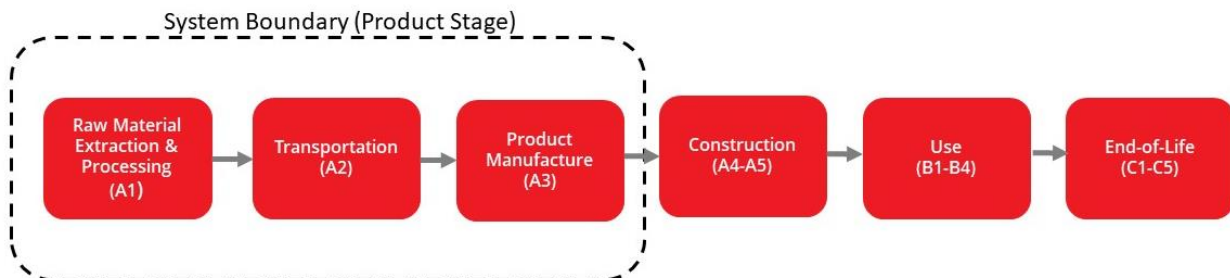 System Boundary (Product Stage)
Raw Material
Extraction &
Processing
(A1)
Transportation
(A2)
Product
Manufacture
(A3)
Construction
(A4-A5)
Use
(B1-B4)
End-of-Life
(C1-C5)